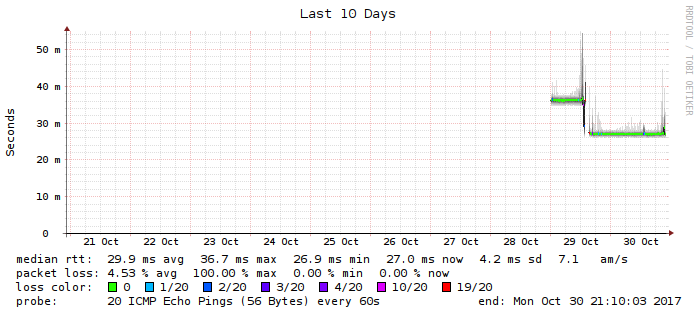 Last 10 Days
RRDTOOL / TOBI OETIKER
Seconds
50 m
40 m
30 m
20 m
10 m
0
21 Oct 22 Oct 23 Oct 24 Oct 25 Oct 26 Oct 27 Oct 28 Oct 29 Oct 30 Oct
median rtt: 29.9 ms avg 36.7 ms max 26.9 ms min 27.0 ms now 4.2 ms sd 7.1 am/s
packet loss: 4.53 % avg 100.00 % max 0.00 % min 0.00 % now
loss color: 0 1/20 2/20 3/20 4/20 10/20 19/20
probe: 20 ICMP Echo Pings (56 Bytes) every 60s end: Mon Oct 30 21:10:03 2017